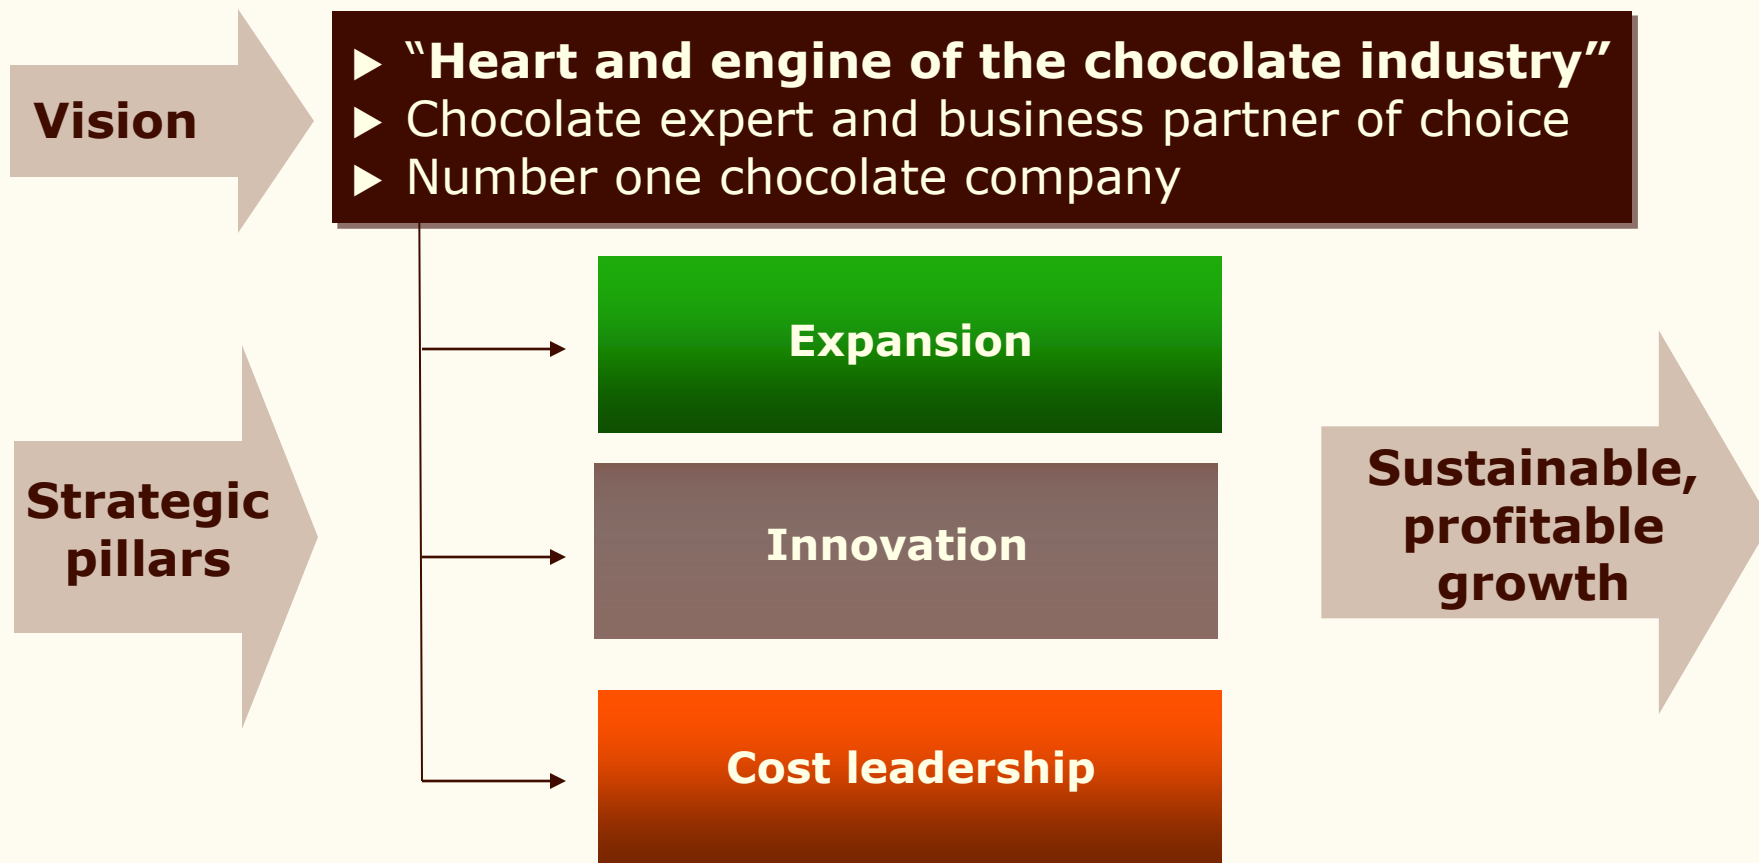 Vision
► “Heart and engine of the chocolate industry”
► Chocolate expert and business partner of choice
► Number one chocolate company
Strategic
pillars
Expansion
Innovation
Cost leadership
Sustainable,
profitable
growth